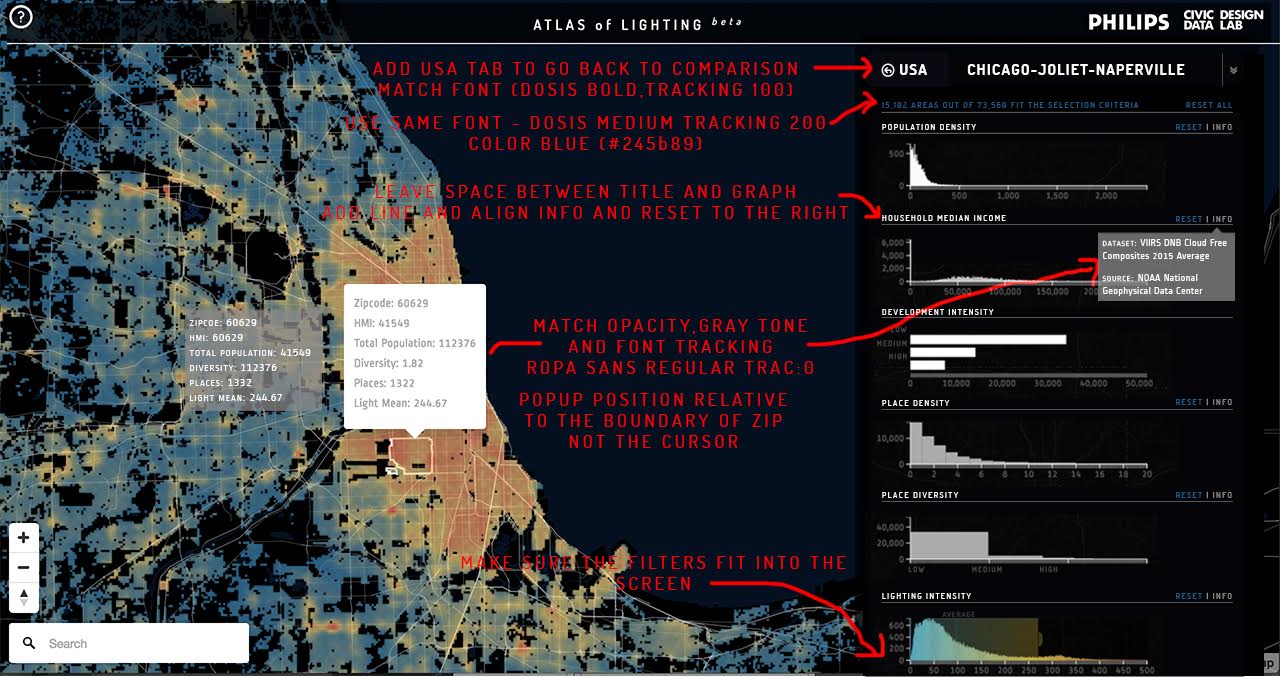 ?
ATLAS of LIGHTING beta
PHILIPS
CIVIC DESIGN
DATA LAB
ADD USA TAB TO GO BACK TO COMPARISON
MATCH FONT (DOSIS BOLD,TRACKING 100)
USE SAME FONT - DOSIS MEDIUM TRACKING 200
COLOR BLUE (#245b89)
LEAVE SPACE BETWEEN TITLE AND GRAPH
ADD LINE AND ALIGN INFO AND RESET TO THE RIGHT
ZIPCOE: 60629
HMI: 60629
TOTAL POPULATION: 41549
DIVERSITY: 112376
PLACES: 1332
LIGHT MEAN: 244.67
Zipcode: 60629
HMI: 41549
Total Population: 112376
Diversity: 1.82
Places: 1322
Light Mean: 244.67
MATCH OPACITY,GRAY TONE
AND FONT TRACKING
ROPA SANS REGULAR TRAC:0
POPUP POSITION RELATIVE
TO THE BOUNDARY OF ZIP
NOT THE CURSOR
MAKE SURE THE FILTERS FIT INTO THE
SCREEN
Search
USA CHICAGO-JOLIET-NAPERVILLE
15,182 AREAS OUT OF 73,560 FIT THE SELECTION CRITERIA RESET ALL
POPULATION DENSITY RESET | INFO
500
0
0 500 1,000 1,500 2,000
HOUSEHOLD MEDIAN INCOME RESET | INFO
6,000
4,000
2,000
0
50,000 100,000 150,000
DATASET: VIIRS DNB Cloud Free
Composites 2015 Average
SOURCE: NOAA National
Geophysical Data Center
DEVELOPMENT INTENSITY
LOW
MEDIUM
HIGH
0 10,000 20,000 30,000 40,000 50,000
PLACE DENSITY RESET | INFO
10,000
0
0 2 4 6 8 10 12 14 16 18 20
PLACE DIVERSITY RESET | INFO
40,000
20,000
0
LOW MEDIUM HIGH
LIGHTING INTENSITY RESET | INFO
AVERAGE
600
400
200
0
0 50 100 150 200 250 300 350 400 450 500